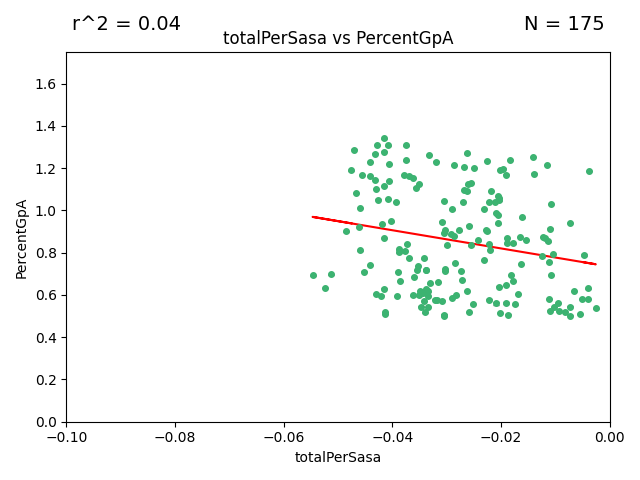 r^2 = 0.04
N = 175
totalPerSasa vs PercentGpA
PercentGpA
1.6
1.4
1.2
1.0
0.8
0.6
0.4
0.2
0.0
−0.10 −0.08 −0.06 −0.04 −0.02 0.00
totalPerSasa